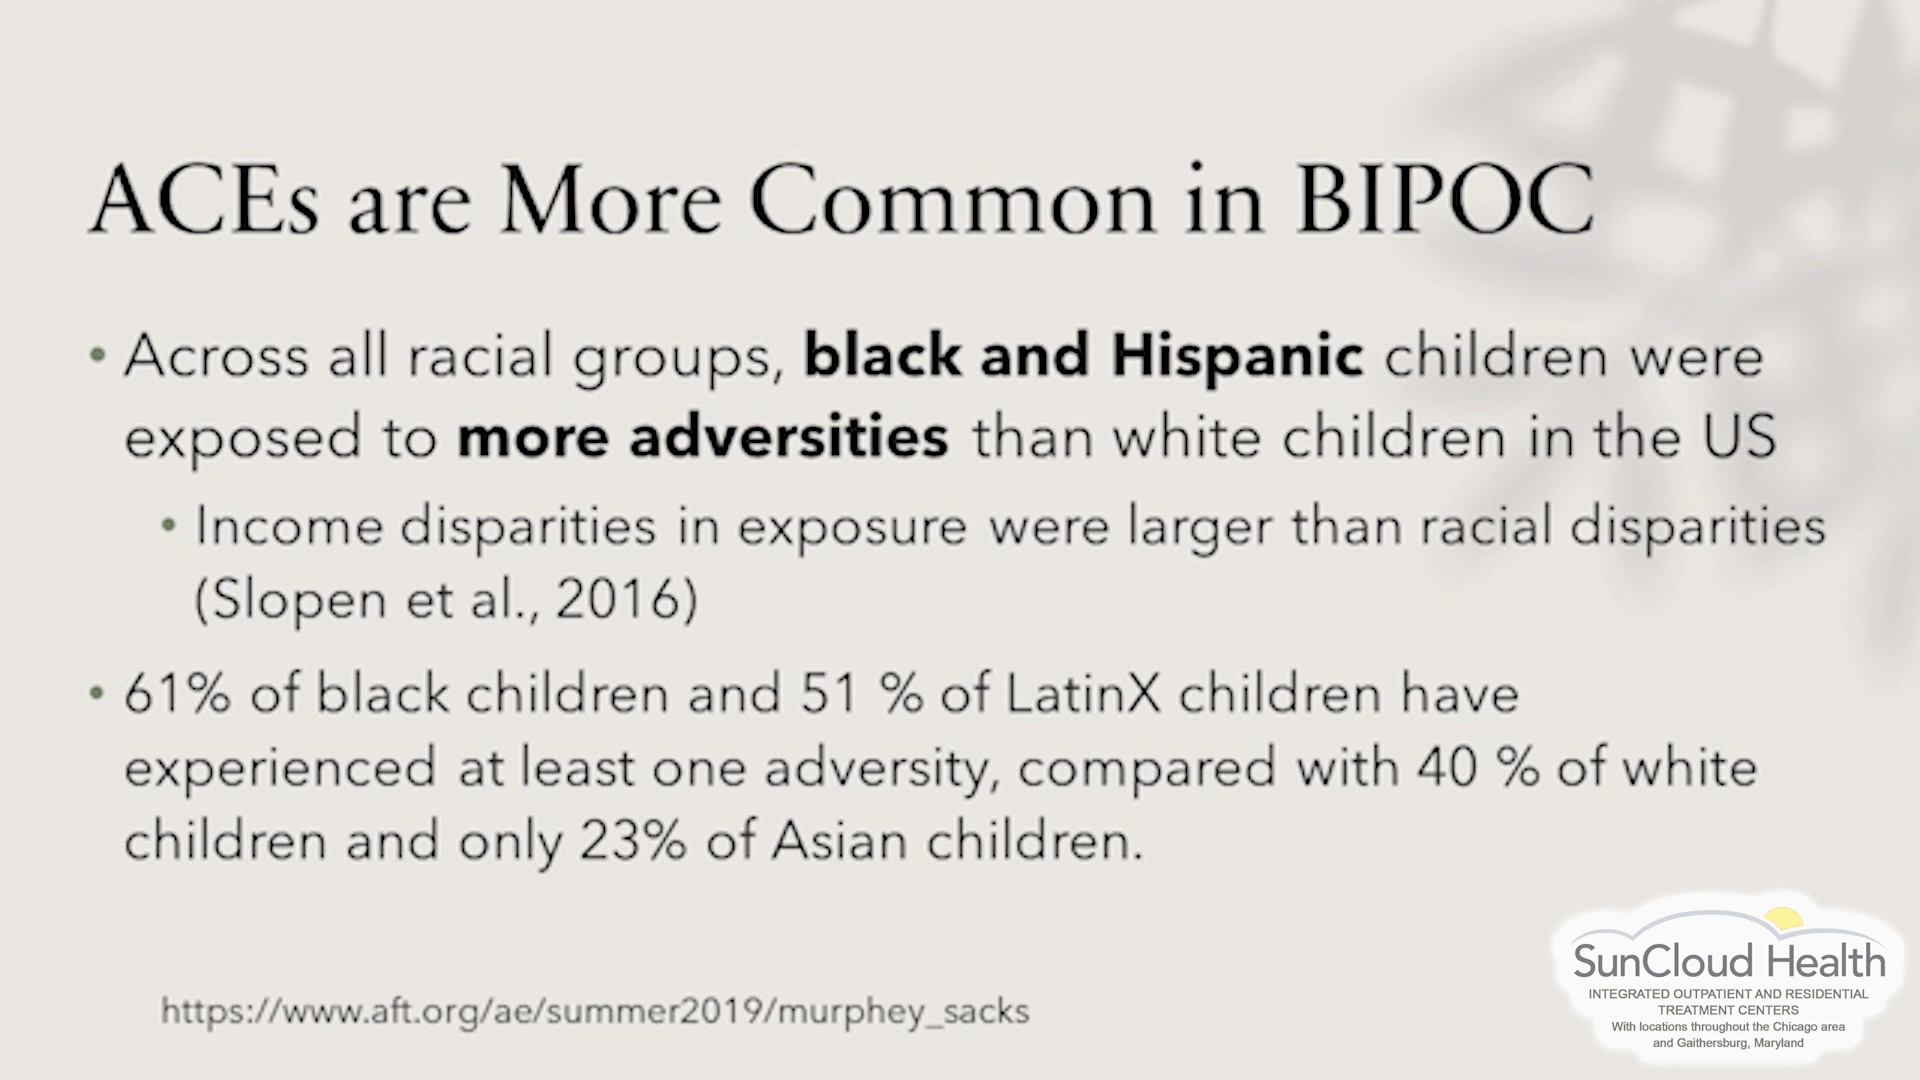 ACEs are More Common in BIPOC
• Across all racial groups, black and Hispanic children were
exposed to more adversities than white children in the US
• Income disparities in exposure were larger than racial disparities
(Slopen et al., 2016)
• 61% of black children and 51 % of LatinX children have
experienced at least one adversity, compared with 40 % of white
children and only 23% of Asian children.
https://www.aft.org/ae/summer2019/murphey_sacks
SunCloud Health
INTEGRATED OUTPATIENT AND RESIDENTIAL
TREATMENT CENTERS
With locations throughout the Chicago area
and Gaithersburg, Maryland